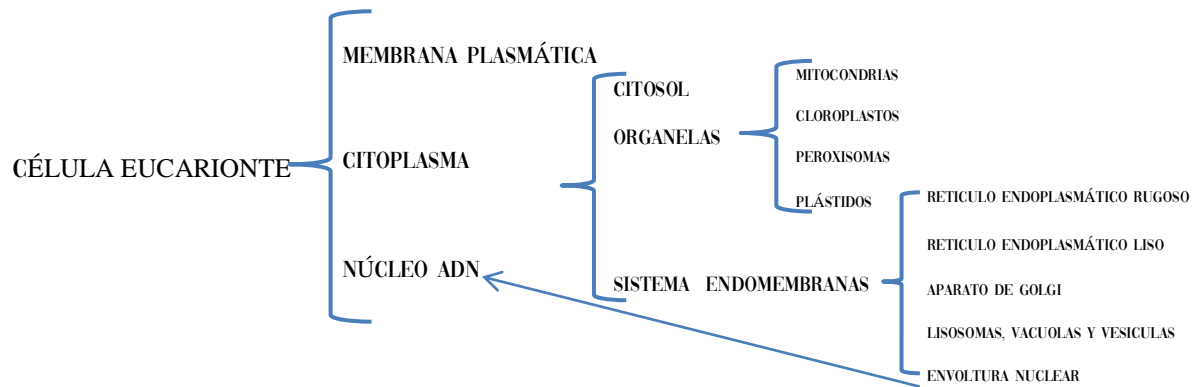 CÉLULA EUCARIONTE
MEMBRANA PLASMÁTICA
CITOPLASMA
NÚCLEO ADN
CITOSOL
ORGANELAS
SISTEMA ENDOMEMBRANAS
MITOCONDRIAS
CLOROPLASTOS
PEROXISOMAS
PLÁSTIDOS
RETICULO ENDOPLASMÁTICO RUGOSO
RETICULO ENDOPLASMÁTICO LISO
APARATO DE GOLGI
LISOSOMAS, VACUOLAS Y VESICULAS
ENVOLTURA NUCLEAR